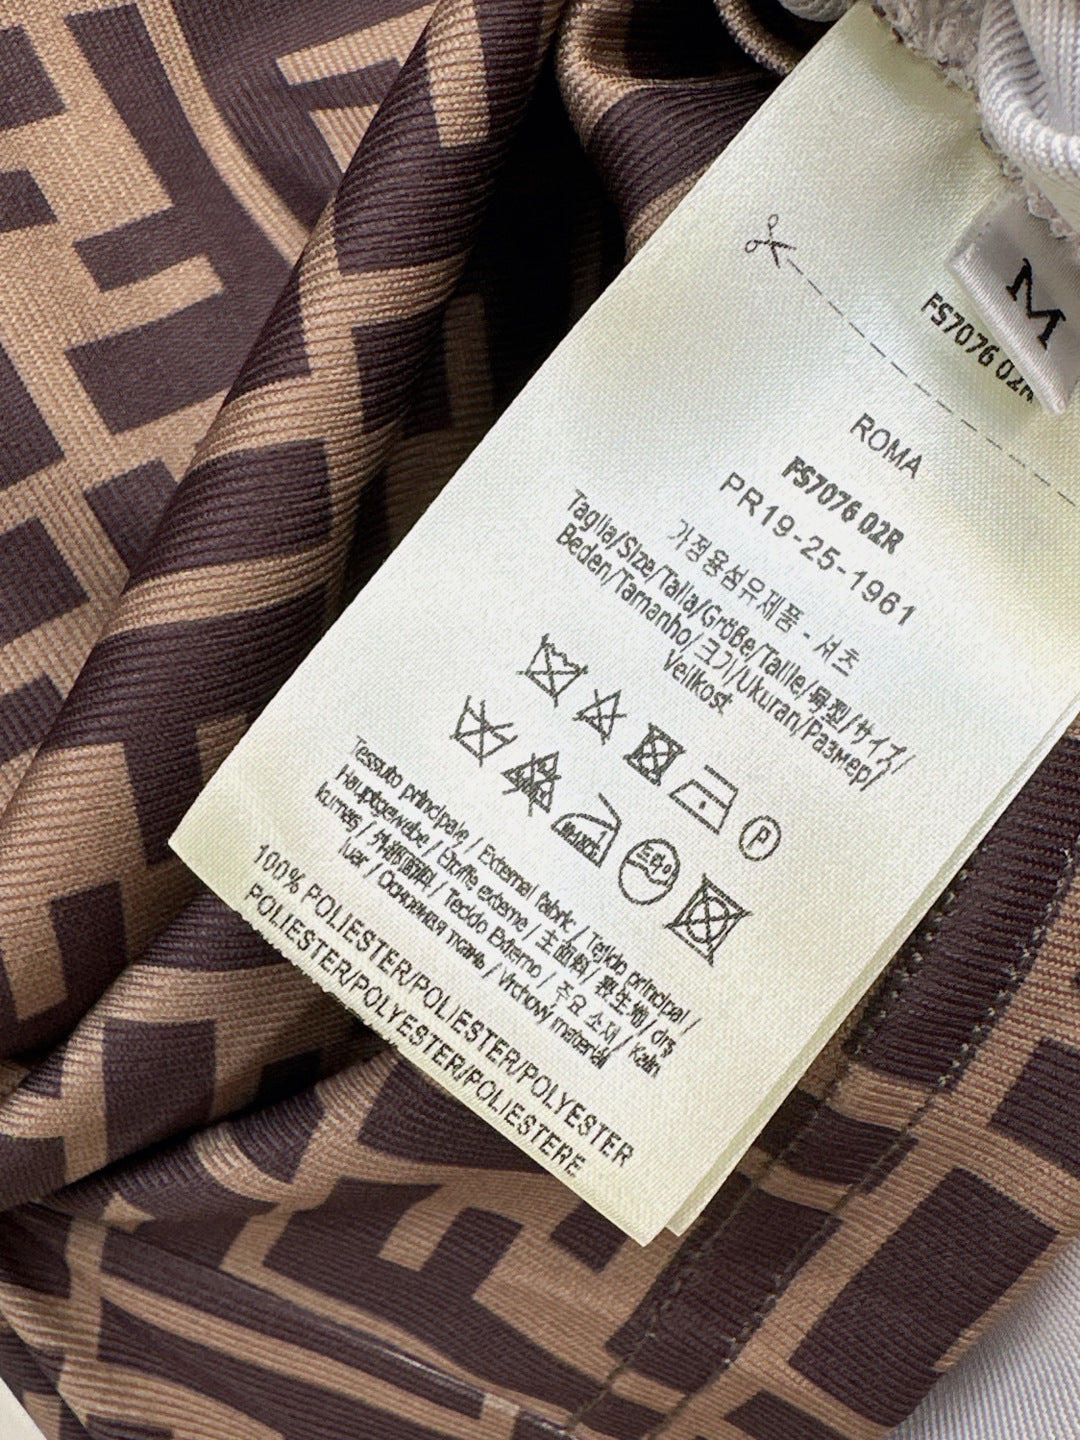 M
FS7076 02R
ROMA
FS7076 02R
PR19-25-1961
가정용섬유제품 - 셔츠
Taglia/Size/Talla/Größe/Taille/号型/サイズ/
Beden/Tamanho/크기/Ukuran/Размер/
Velikost
P
드라이
Tessuto principale / External fabric / Tejido principal /
Hauptgewebe / Étoffe externe / 主面料/ 表生地/ dış
kumaş / 外部面料/ Tecido Externo / 주요 소재 / Kain
luar / Основная ткань / Vrchový materiál
100% POLIESTER/POLIESTER/POLYESTER
POLIESTER/POLYESTER/POLIESTERE